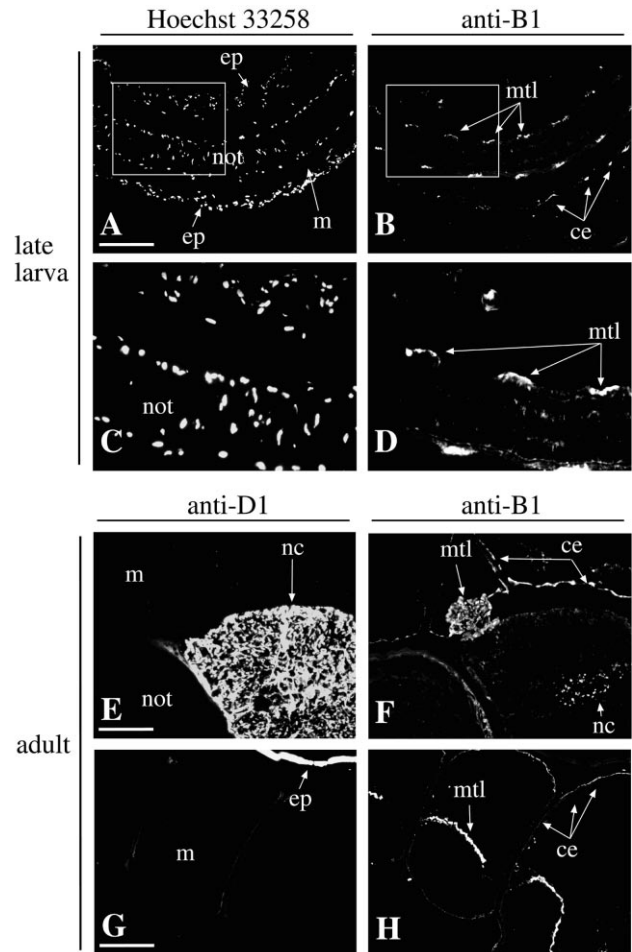 Hoechst 33258 anti-B1
late
larva
ep
not
m
ep
A
mtl
ce
B
not
C
mtl
D
anti-D1 anti-B1
adult
m
nc
not
E
mtl
ce
nc
F
ep
m
G
mtl
ce
H